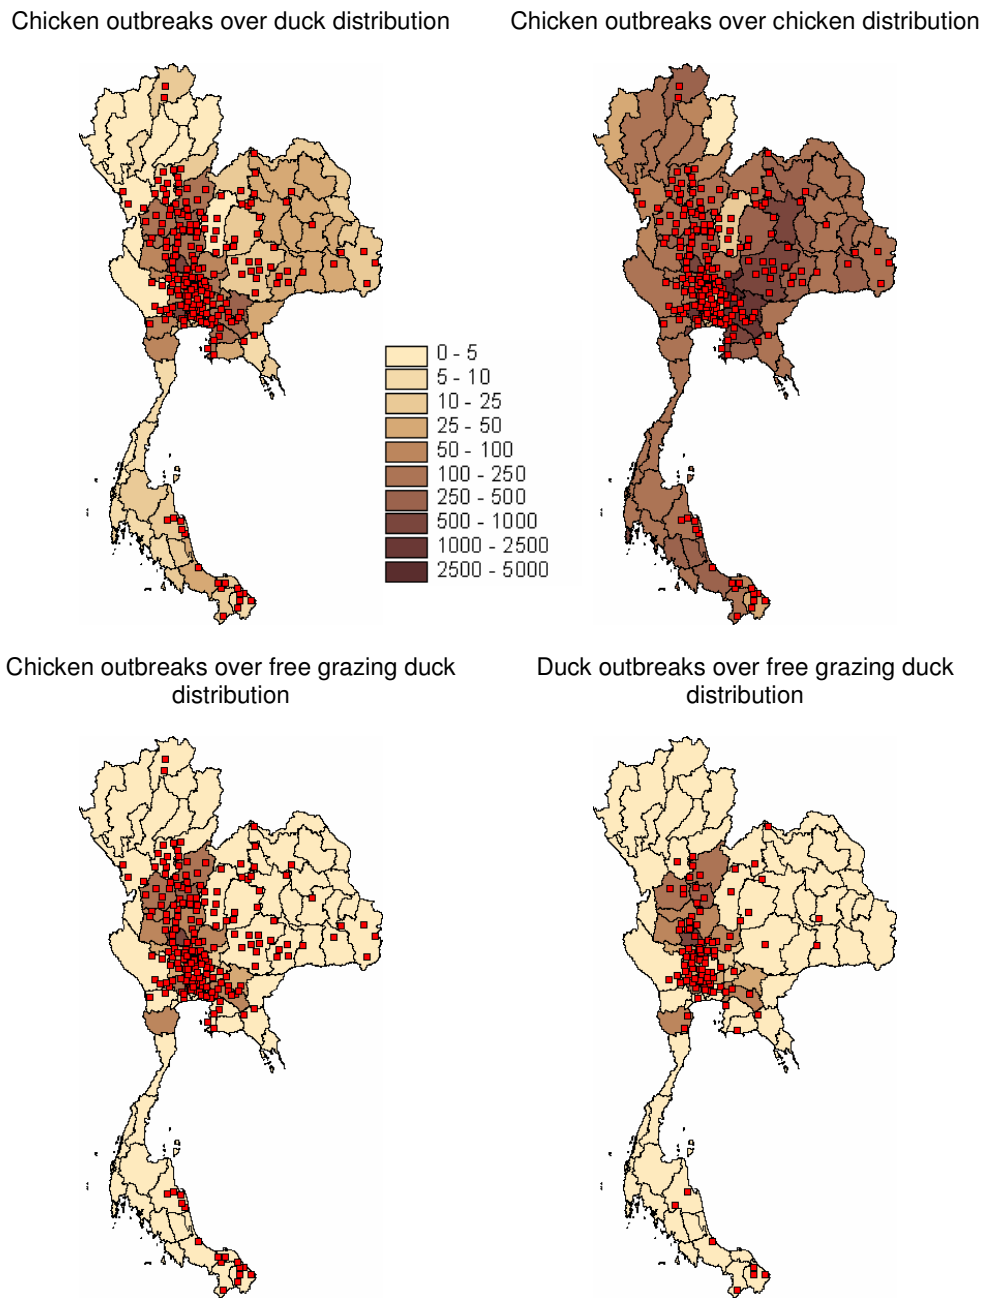 Chicken outbreaks over duck distribution
Chicken outbreaks over chicken distribution
0 - 5
5 - 10
10 - 25
25 - 50
50 - 100
100 - 250
250 - 500
500 - 1000
1000 - 2500
2500 - 5000
Chicken outbreaks over free grazing duck
distribution
Duck outbreaks over free grazing duck
distribution